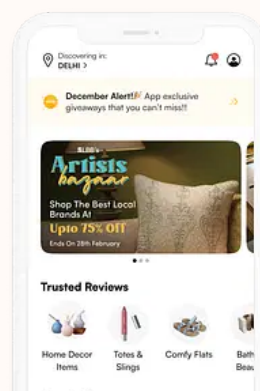 Discovering in:
DELHI >
December Alert!! App exclusive
giveaways that you can't miss!!
LBB's
Artists
bazaar
Shop The Best Local
Brands At
Upto 75% Off
Ends On 28th February
Trusted Reviews
Home Decor
Items
Totes &
Slings
Comfy Flats
Bath
Beau